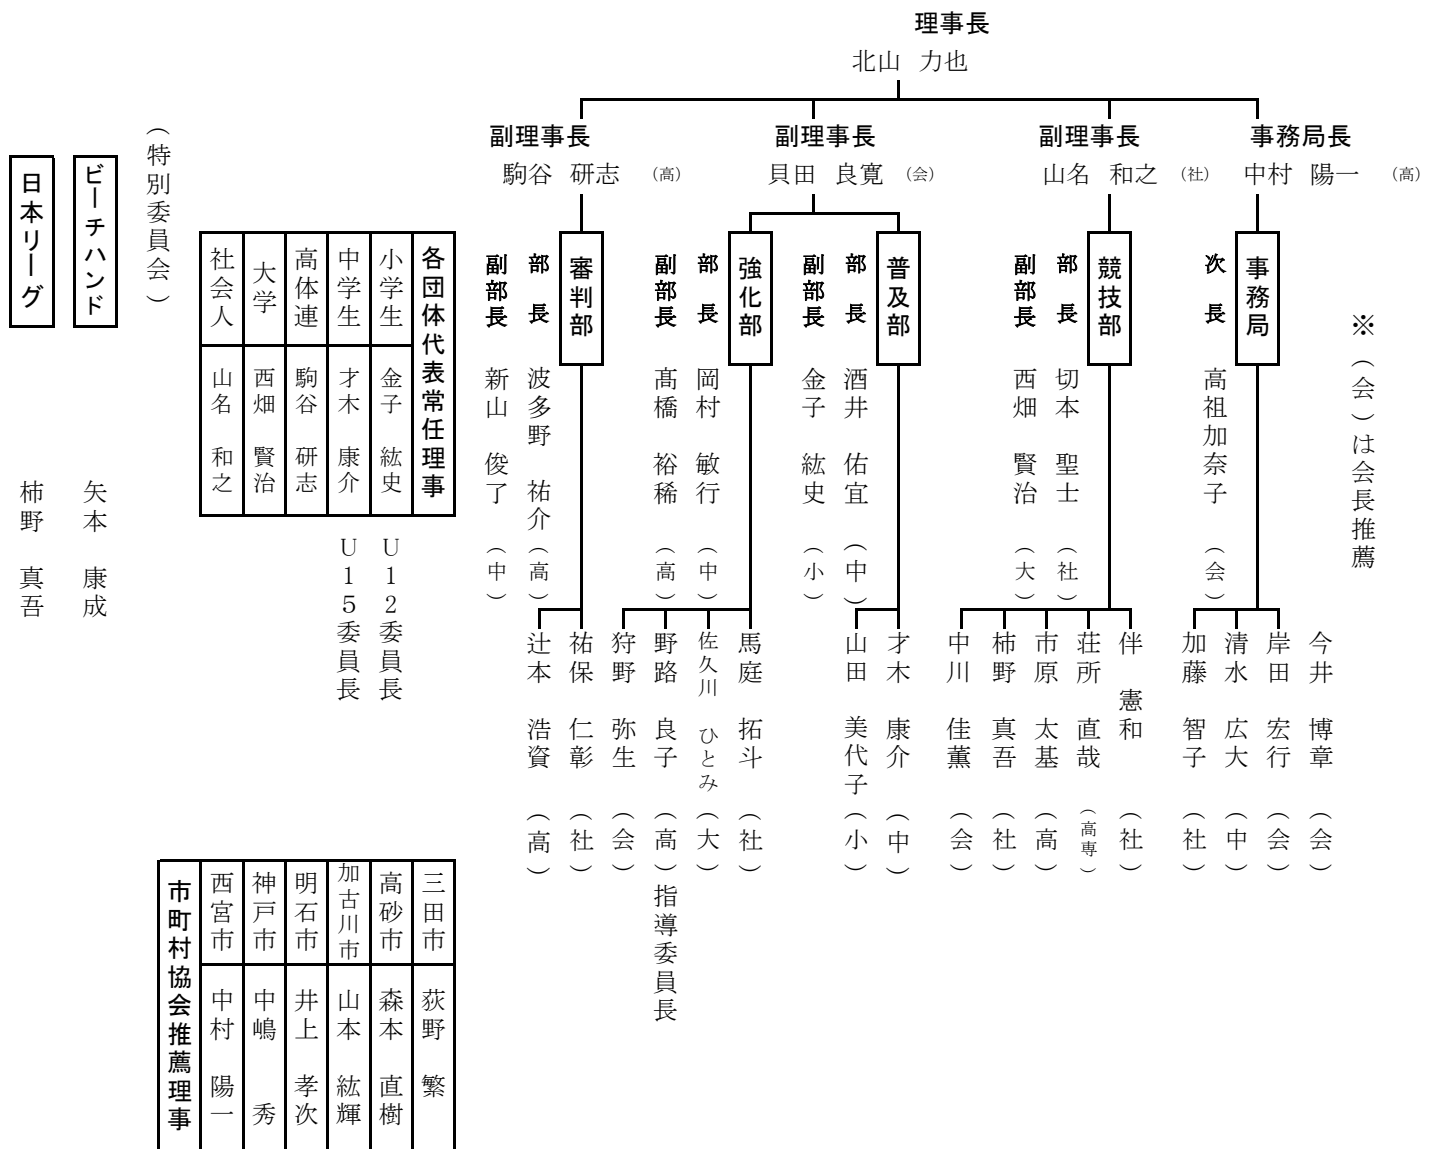 理事長
北山 力也
副理事長
駒谷 研志 （高）
副理事長
貝田 良寛 （会）
副理事長
山名 和之 （社）
事務局長
中村 陽一 （高）
※（会）は会長推薦
事務局
次長 高祖加奈子 （会）
今井 博章 （会）
岸田 宏行 （会）
清水 広大 （中）
加藤 智子 （社）
競技部
部長 切本 聖士 （社）
副部長 西畑 賢治 （大）
伴 憲和 （社）
荘所 直哉 （高専）
市原 太基 （高）
柿野 真吾 （社）
中川 佳薫 （会）
普及部
部長 酒井 佑宜 （中）
副部長 金子 紘史 （小）
才木 康介 （中）
山田 美代子 （小）
強化部
部長 岡村 敏行 （中）
副部長 髙橋 裕稀 （高）
馬庭 拓斗 （社）
佐久川 ひとみ （大）
野路 良子 （高）指導委員長
狩野 弥生 （会）
審判部
部長 波多野 祐介 （高）
副部長 新山 俊了 （中）
祐保 仁彰 （社）
辻本 浩資 （高）
各団体代表常任理事
小学生 金子 紘史 U12委員長
中学生 才木 康介 U15委員長
高体連 駒谷 研志
大学 西畑 賢治
社会人 山名 和之
（特別委員会）
ビーチハンド 矢本 康成
日本リーグ 柿野 真吾
三田市 荻野 繁
高砂市 森本 直樹
加古川市 山本 紘輝
明石市 井上 孝次
神戸市 中嶋 秀
西宮市 中村 陽一
市町村協会推薦理事